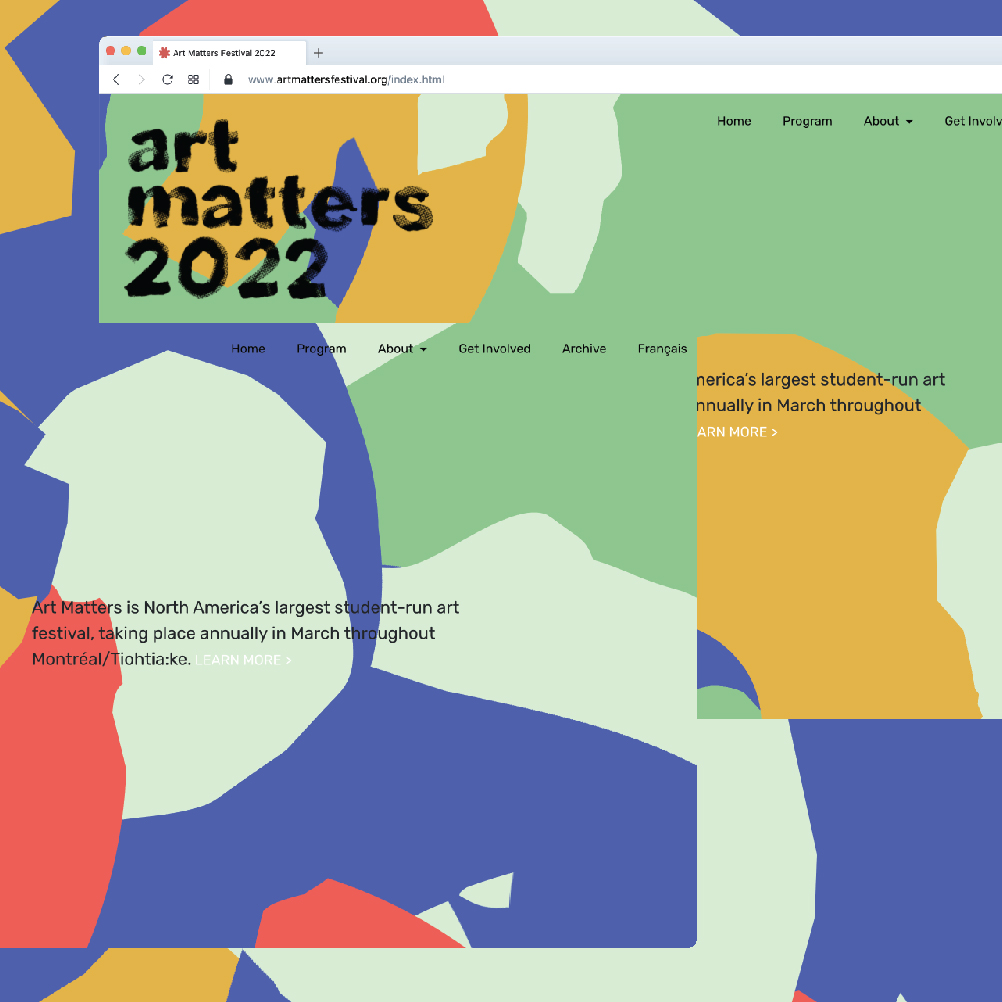 Art Matters Festival 2022
www.artmattersfestival.org/index.html
Home Program About Get Involv
art
matters
2022
Home Program About Get Involved Archive Français
merica's largest student-run art
nnually in March throughout
ARN MORE >
Art Matters is North America's largest student-run art
festival, taking place annually in March throughout
Montréal/Tiohtia:ke. LEARN MORE >